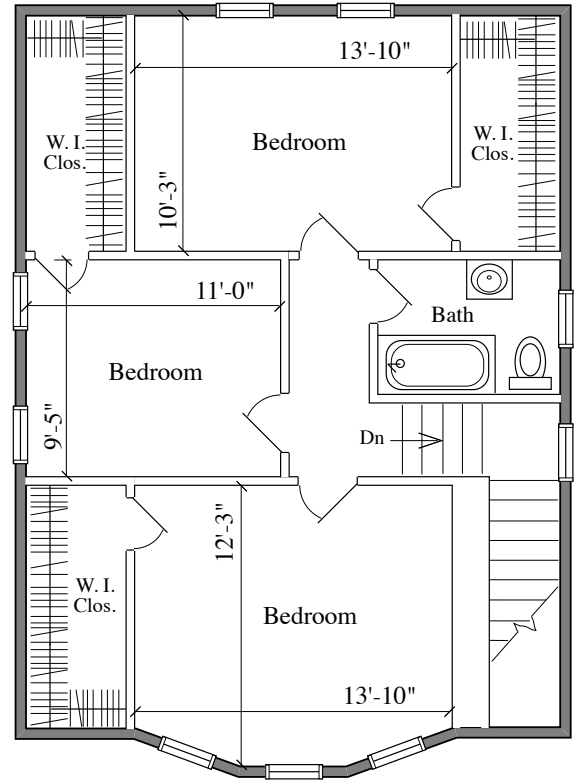 13'-10"
W. I.
Clos.
Bedroom
W. I.
Clos.
10'-3"
11'-0"
Bath
Bedroom
9'-5"
Dn
12'-3"
W. I.
Clos.
Bedroom
13'-10"